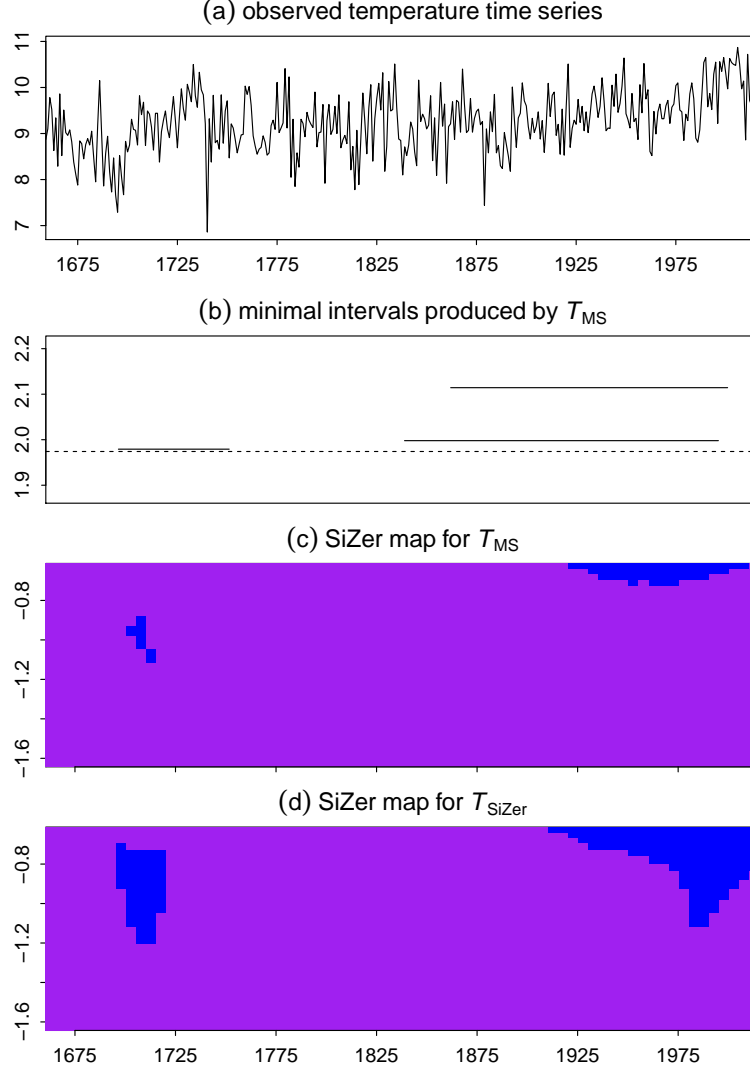 (a) observed temperature time series
11
10
9
8
7
1675 1725 1775 1825 1875 1925 1975
(b) minimal intervals produced by T_MS
2.2
2.1
2.0
1.9
(c) SiZer map for T_MS
−0.8
−1.2
−1.6
(d) SiZer map for T_SiZer
−0.8
−1.2
−1.6
1675 1725 1775 1825 1875 1925 1975